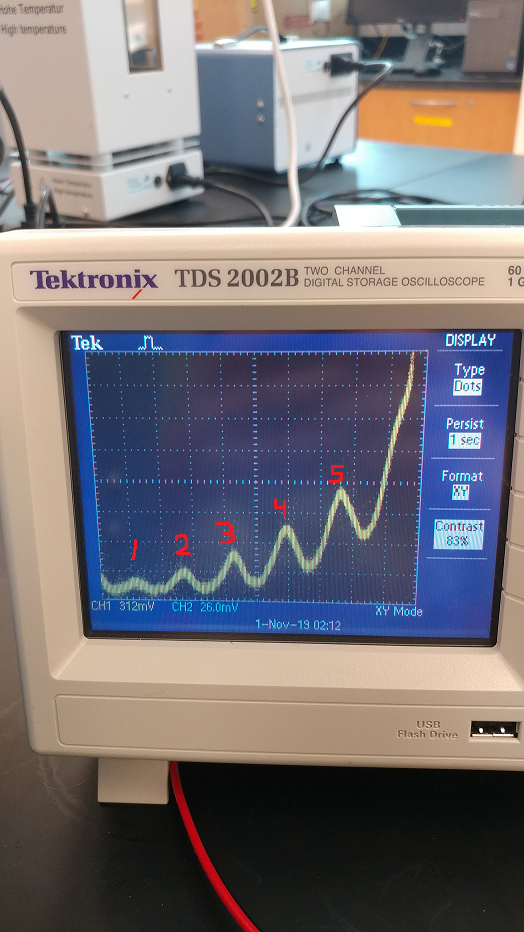 Hohe Temperatur
High temperature
Tektronix TDS 2002B TWO CHANNEL
DIGITAL STORAGE OSCILLOSCOPE
60
1 G
Tek
DISPLAY
Type
Dots
Persist
1 sec
Format
XY
Contrast
83%
1
2
3
4
5
CH1 312mV
CH2 26.0mV
XY Mode
1-Nov-19 02:12
USB
Flash Drive